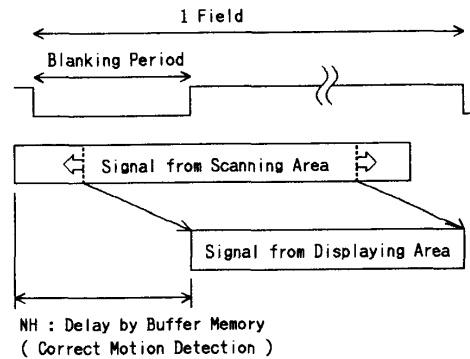 1 Field
Blanking Period
Signal from Scanning Area
Signal from Displaying Area
NH : Delay by Buffer Memory
( Correct Motion Detection )